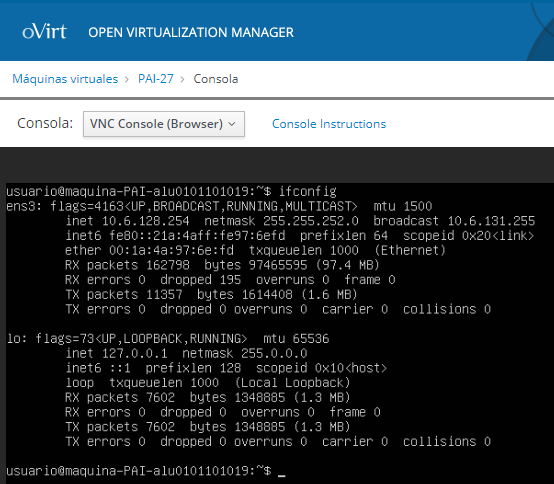 oVirt OPEN VIRTUALIZATION MANAGER
Máquinas virtuales > PAI-27 > Consola
Consola: VNC Console (Browser) Console Instructions
usuario@maquina-PAI-alu0101101019:~$ ifconfig
ens3: flags=4163<UP,BROADCAST,RUNNING,MULTICAST> mtu 1500
inet 10.6.128.254 netmask 255.255.252.0 broadcast 10.6.131.255
inet6 fe80::21a:4aff:fe97:6efd prefixlen 64 scopeid 0x20<link>
ether 00:1a:4a:97:6e:fd txqueuelen 1000 (Ethernet)
RX packets 162798 bytes 97465595 (97.4 MB)
RX errors 0 dropped 195 overruns 0 frame 0
TX packets 11357 bytes 1614408 (1.6 MB)
TX errors 0 dropped 0 overruns 0 carrier 0 collisions 0
lo: flags=73<UP,LOOPBACK,RUNNING> mtu 65536
inet 127.0.0.1 netmask 255.0.0.0
inet6 ::1 prefixlen 128 scopeid 0x10<host>
loop txqueuelen 1000 (Local Loopback)
RX packets 7602 bytes 1348885 (1.3 MB)
RX errors 0 dropped 0 overruns 0 frame 0
TX packets 7602 bytes 1348885 (1.3 MB)
TX errors 0 dropped 0 overruns 0 carrier 0 collisions 0
usuario@maquina-PAI-alu0101101019:~$ _